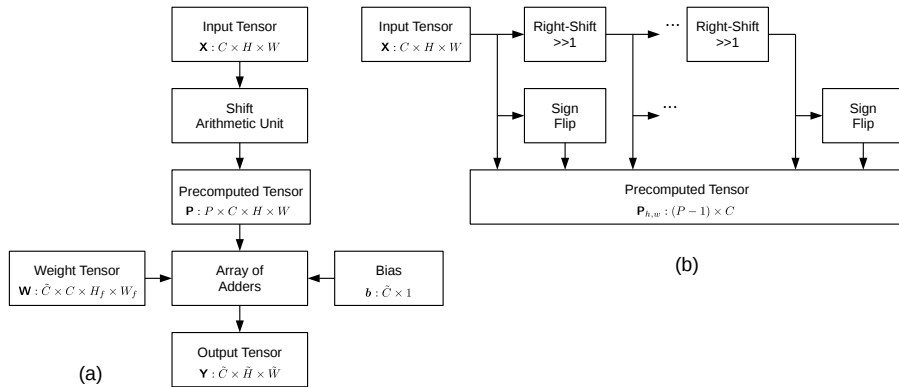 Input Tensor
X : C × H × W
Shift
Arithmetic Unit
Precomputed Tensor
P : P × C × H × W
Weight Tensor
W : C̃ × C × H_f × W_f
Array of
Adders
Bias
b : C̃ × 1
Output Tensor
Y : C̃ × H̃ × W̃
(a)
Input Tensor
X : C × H × W
Right-Shift
>>1
...
Right-Shift
>>1
Sign
Flip
...
Sign
Flip
Precomputed Tensor
P_{h,w} : (P − 1) × C
(b)